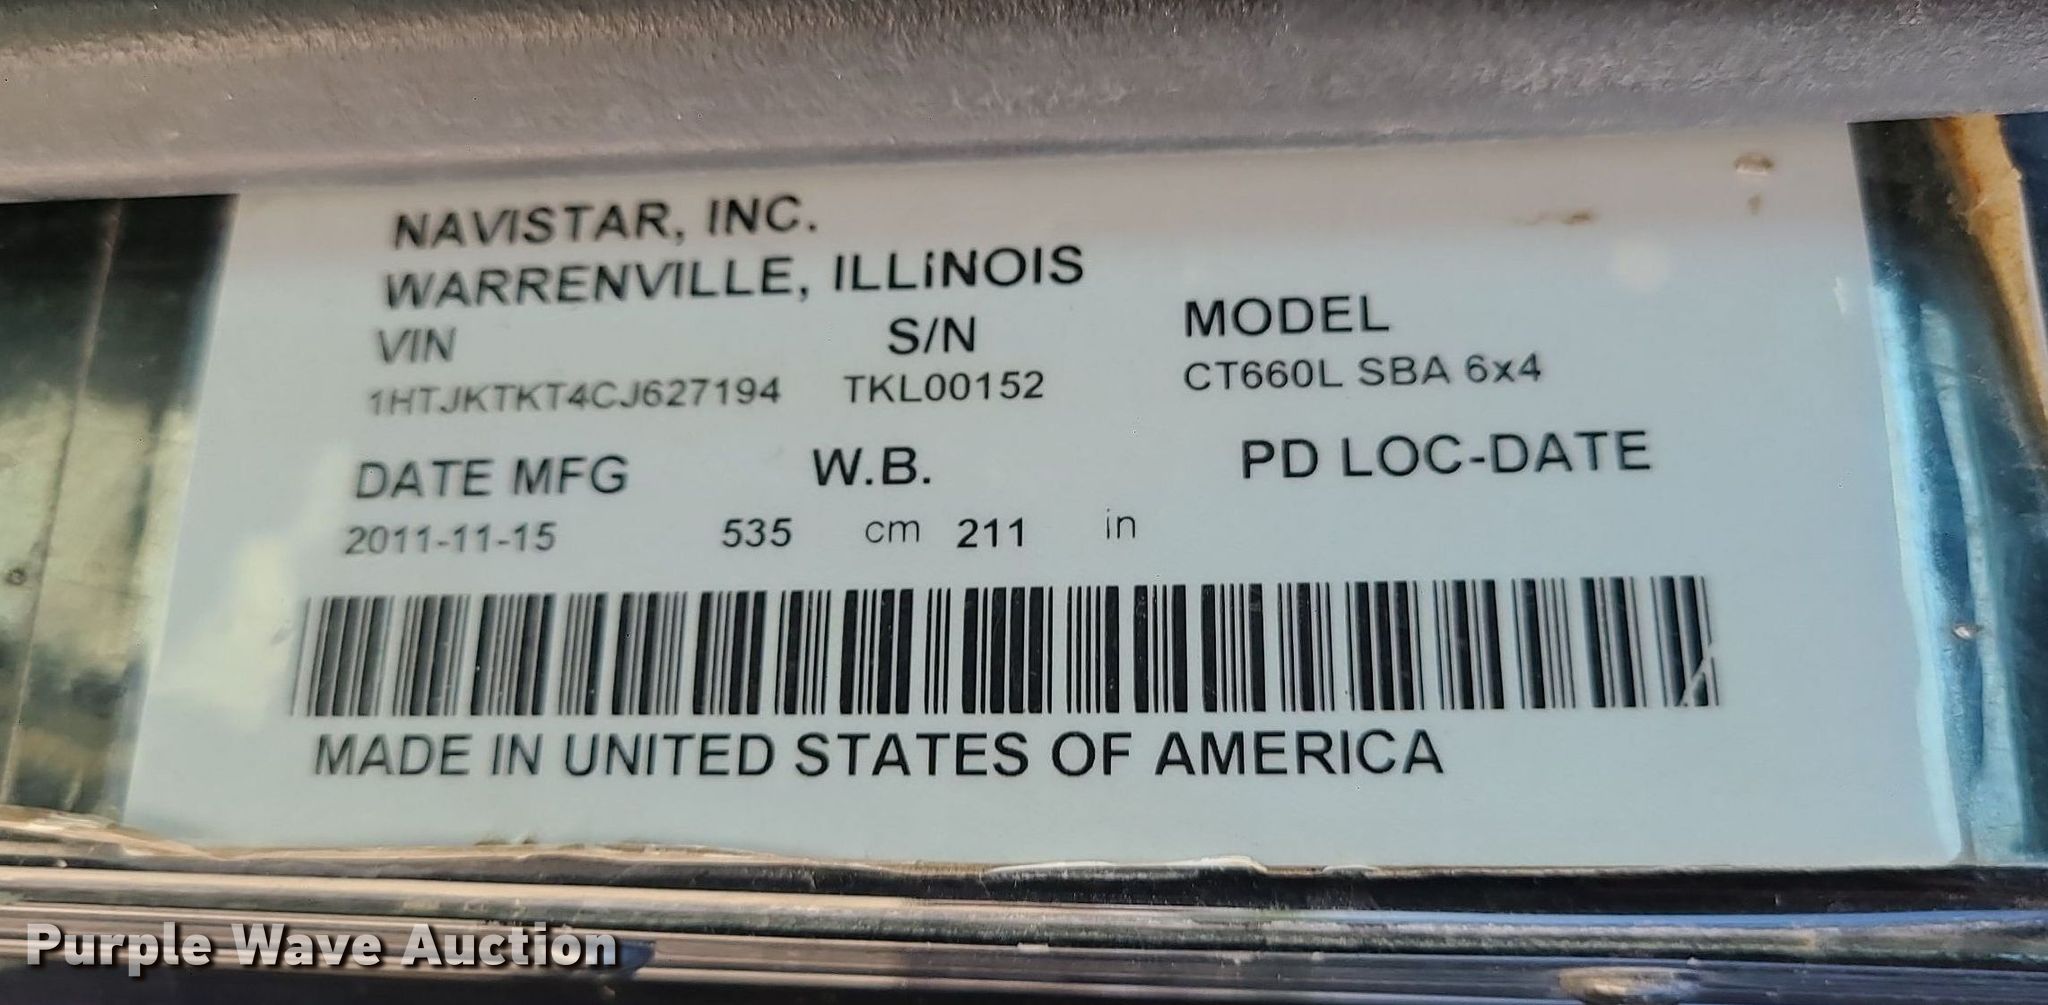 NAVISTAR, INC.
WARRENVILLE, ILLINOIS
VIN S/N MODEL
1HTJKTKT4CJ627194 TKL00152 CT660L SBA 6x4
DATE MFG W.B. PD LOC-DATE
2011-11-15 535 cm 211 in
MADE IN UNITED STATES OF AMERICA
Purple Wave Auction